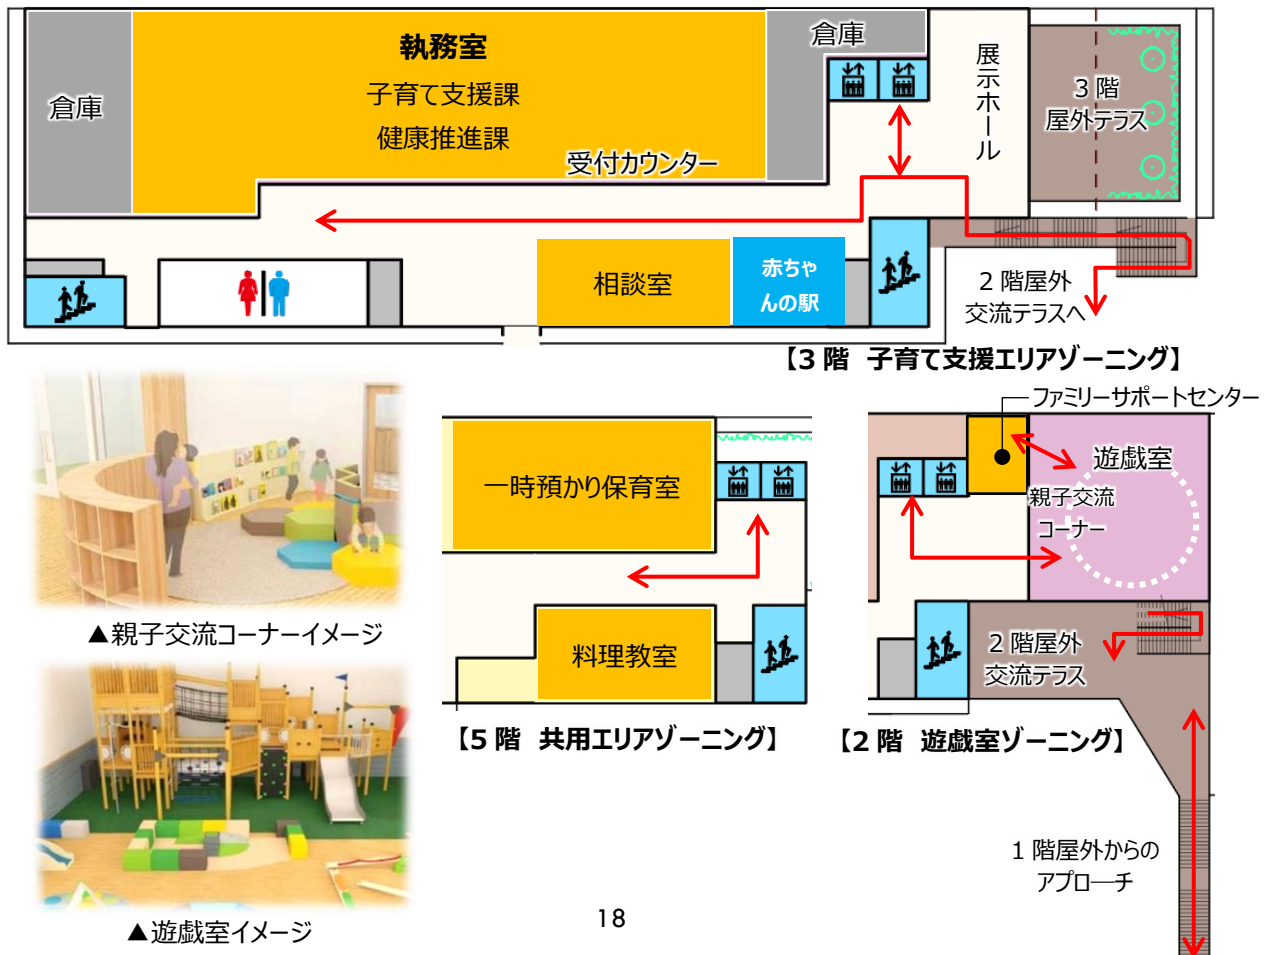 執務室
子育て支援課
健康推進課
倉庫
倉庫
受付カウンター
展示ホール
3 階
屋外テラス
相談室
赤ちゃ
んの駅
2 階屋外
交流テラスへ
【3 階 子育て支援エリアゾーニング】
▲親子交流コーナーイメージ
▲遊戯室イメージ
一時預かり保育室
料理教室
【5 階 共用エリアゾーニング】
ファミリーサポートセンター
遊戯室
親子交流
コーナー
2 階屋外
交流テラス
【2 階 遊戯室ゾーニング】
1 階屋外からの
アプローチ
18